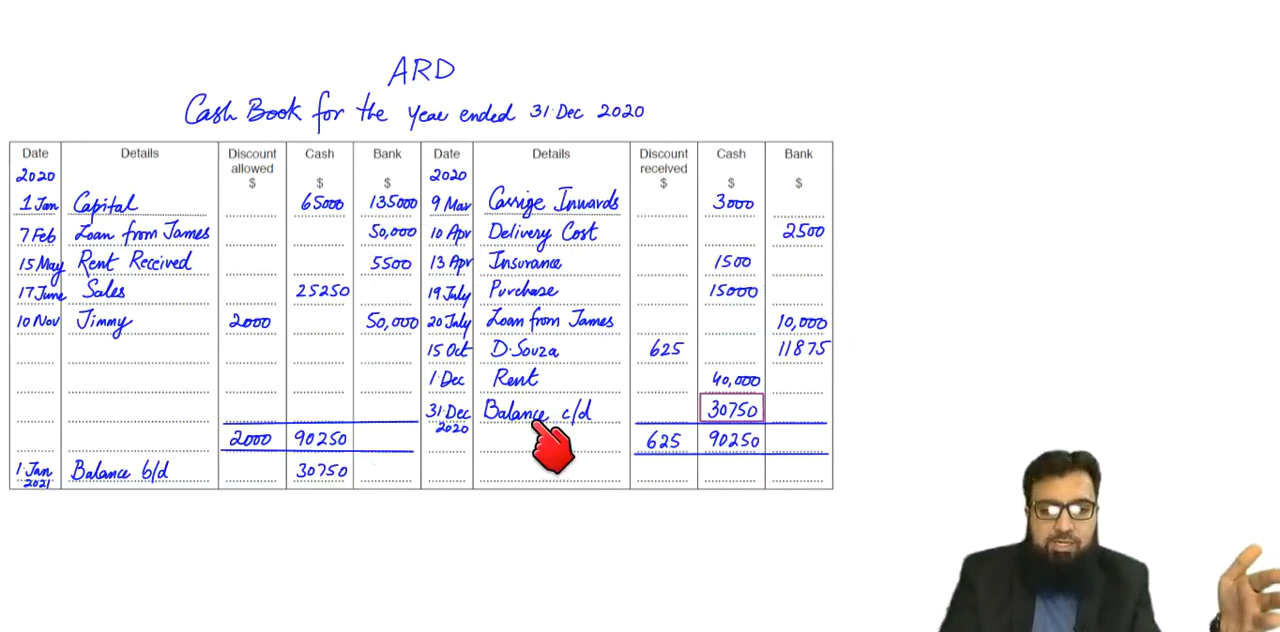 ARD
Cash Book for the year ended 31 Dec 2020
Date Details Discount allowed $ Cash $ Bank $ Date Details Discount received $ Cash $ Bank $
2020 2020
1 Jan Capital 65000 135000 9 Mar Carrige Inwards 3000
7 Feb Loan from James 50,000 10 Apr Delivery Cost 2500
15 May Rent Received 5500 13 Apr Insurance 1500
17 June Sales 25250 19 July Purchase 15000
10 Nov Jimmy 2000 50,000 20 July Loan from James 10,000
15 Oct D.Souza 625 11875
1 Dec Rent 40,000
31 Dec 2020 Balance c/d 30750
2000 90250 625 90250
1 Jan 2021 Balance b/d 30750